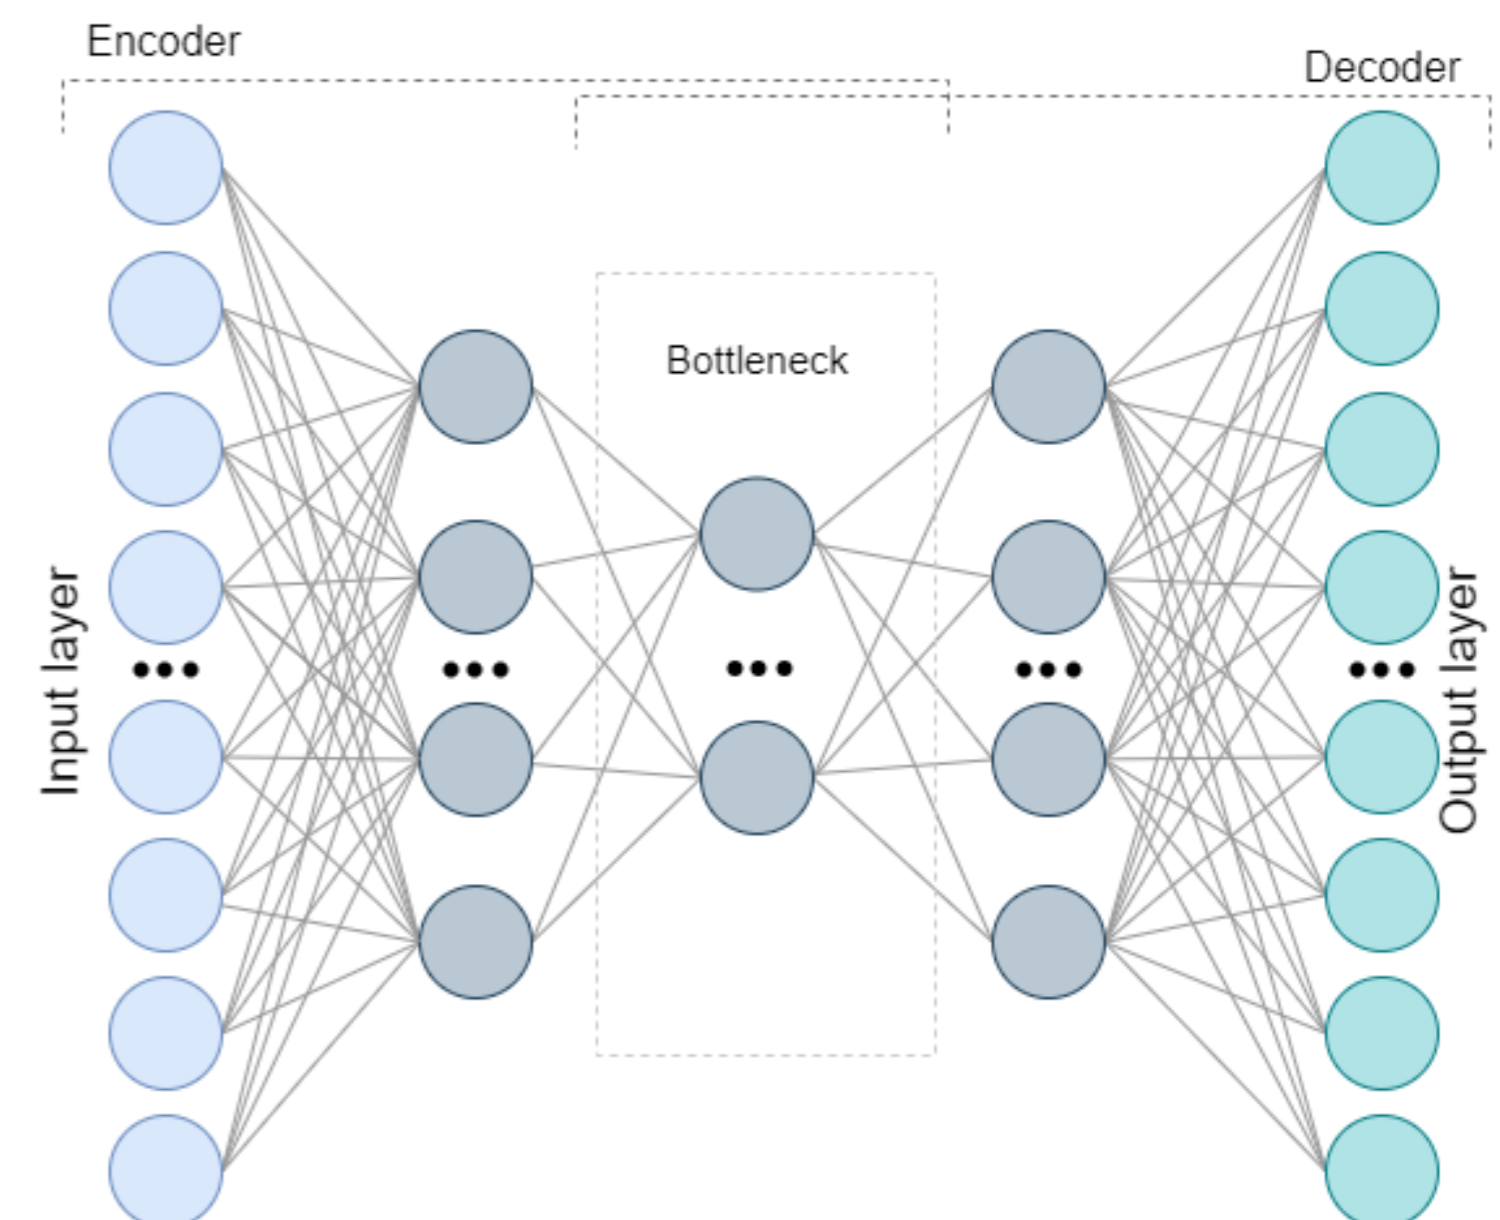 Encoder
Decoder
Bottleneck
Input layer
Output layer